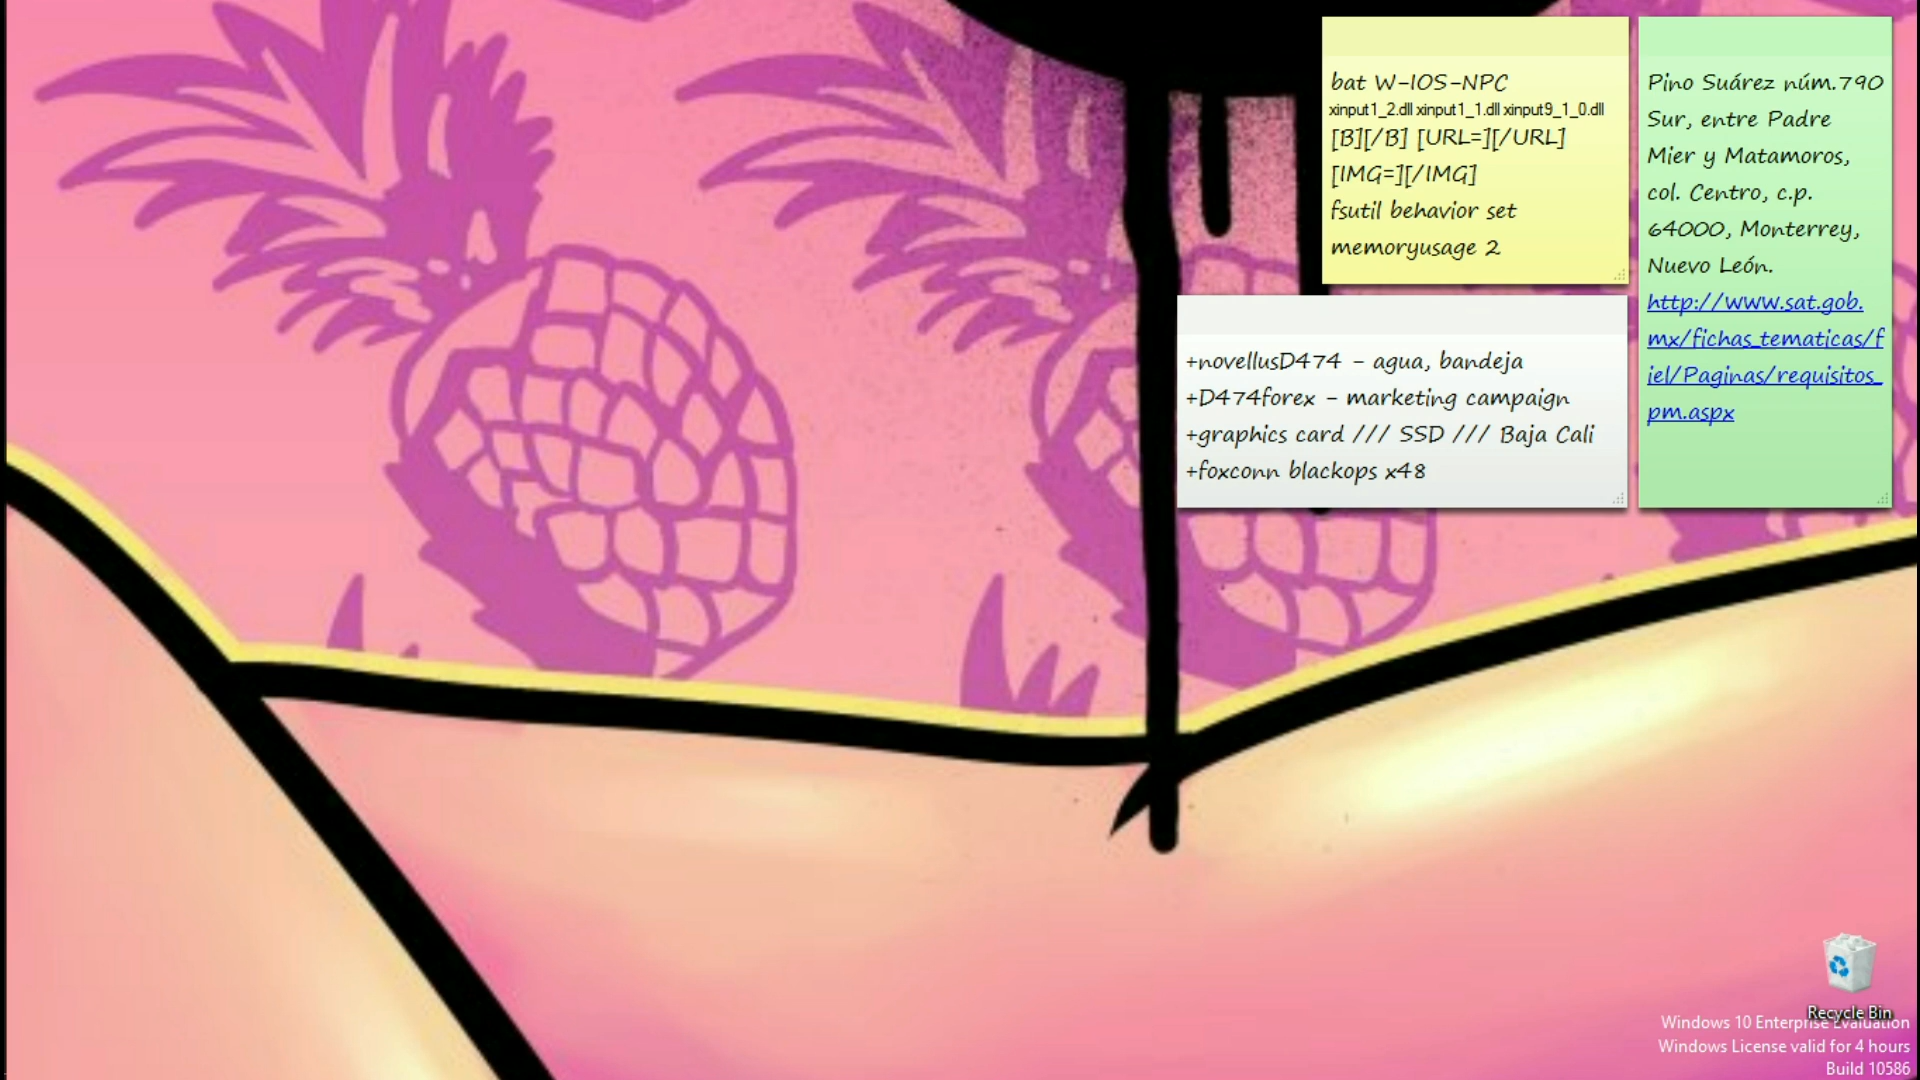 bat W-IOS-NPC
xinput1_2.dll xinput1_1.dll xinput9_1_0.dll
[B][/B] [URL=][/URL]
[IMG=][/IMG]
fsutil behavior set
memoryusage 2
Pino Suárez núm.790
Sur, entre Padre
Mier y Matamoros,
col. Centro, c.p.
64000, Monterrey,
Nuevo León.
http://www.sat.gob.
mx/fichas_tematicas/f
iel/Paginas/requisitos_
pm.aspx
+novellusD474 - agua, bandeja
+D474forex - marketing campaign
+graphics card /// SSD /// Baja Cali
+foxconn blackops x48
Recycle Bin
Windows 10 Enterprise Evaluation
Windows License valid for 4 hours
Build 10586